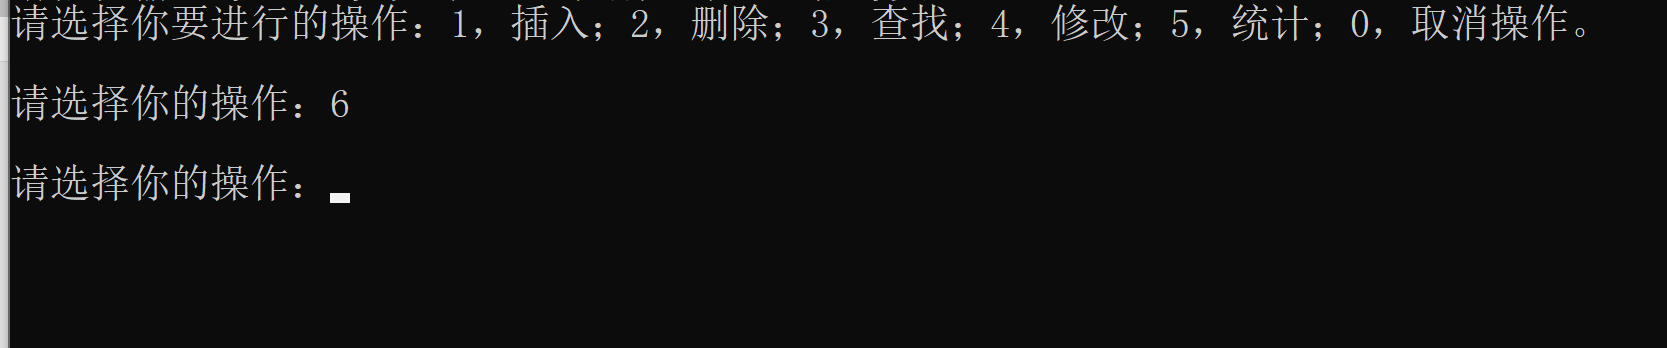 请选择你要进行的操作：1，插入；2，删除；3，查找；4，修改；5，统计；0，取消操作。
请选择你的操作：6
请选择你的操作：